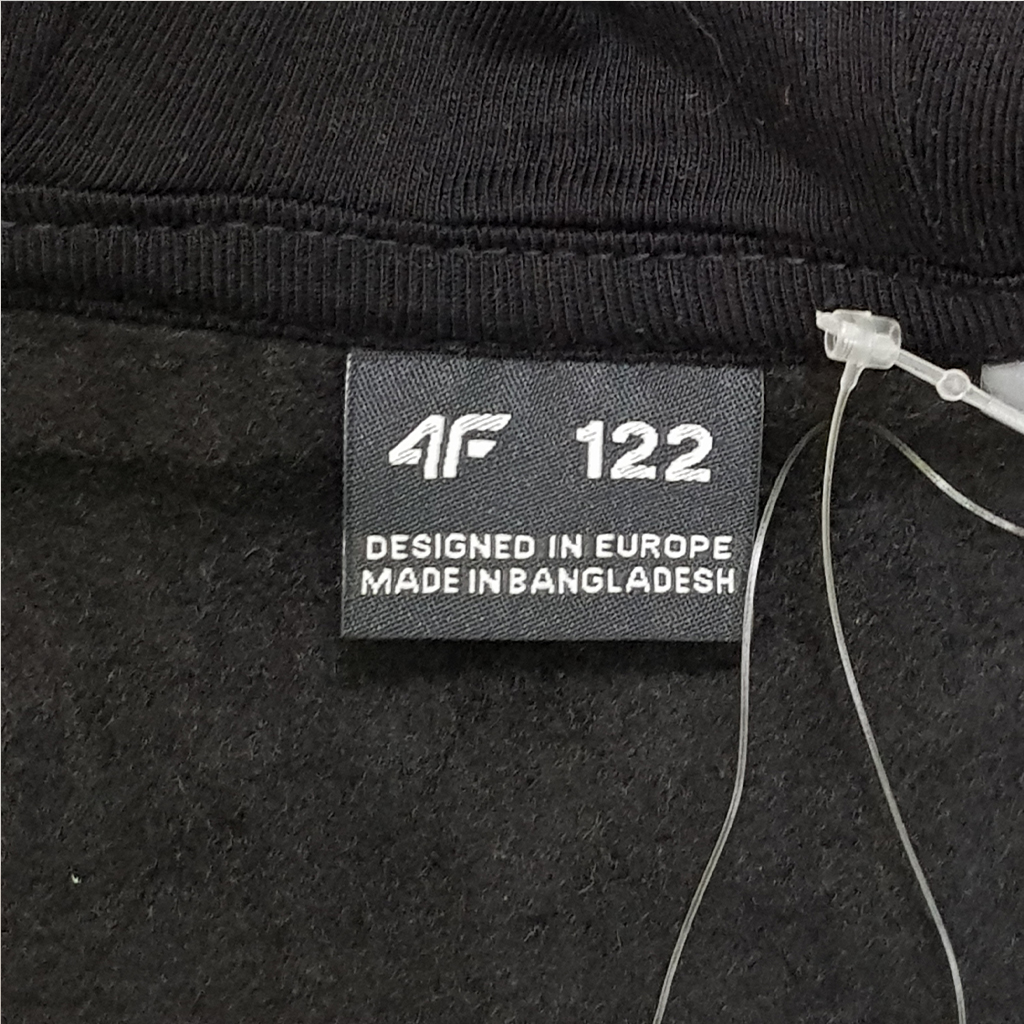 4F 122
DESIGNED IN EUROPE
MADE IN BANGLADESH